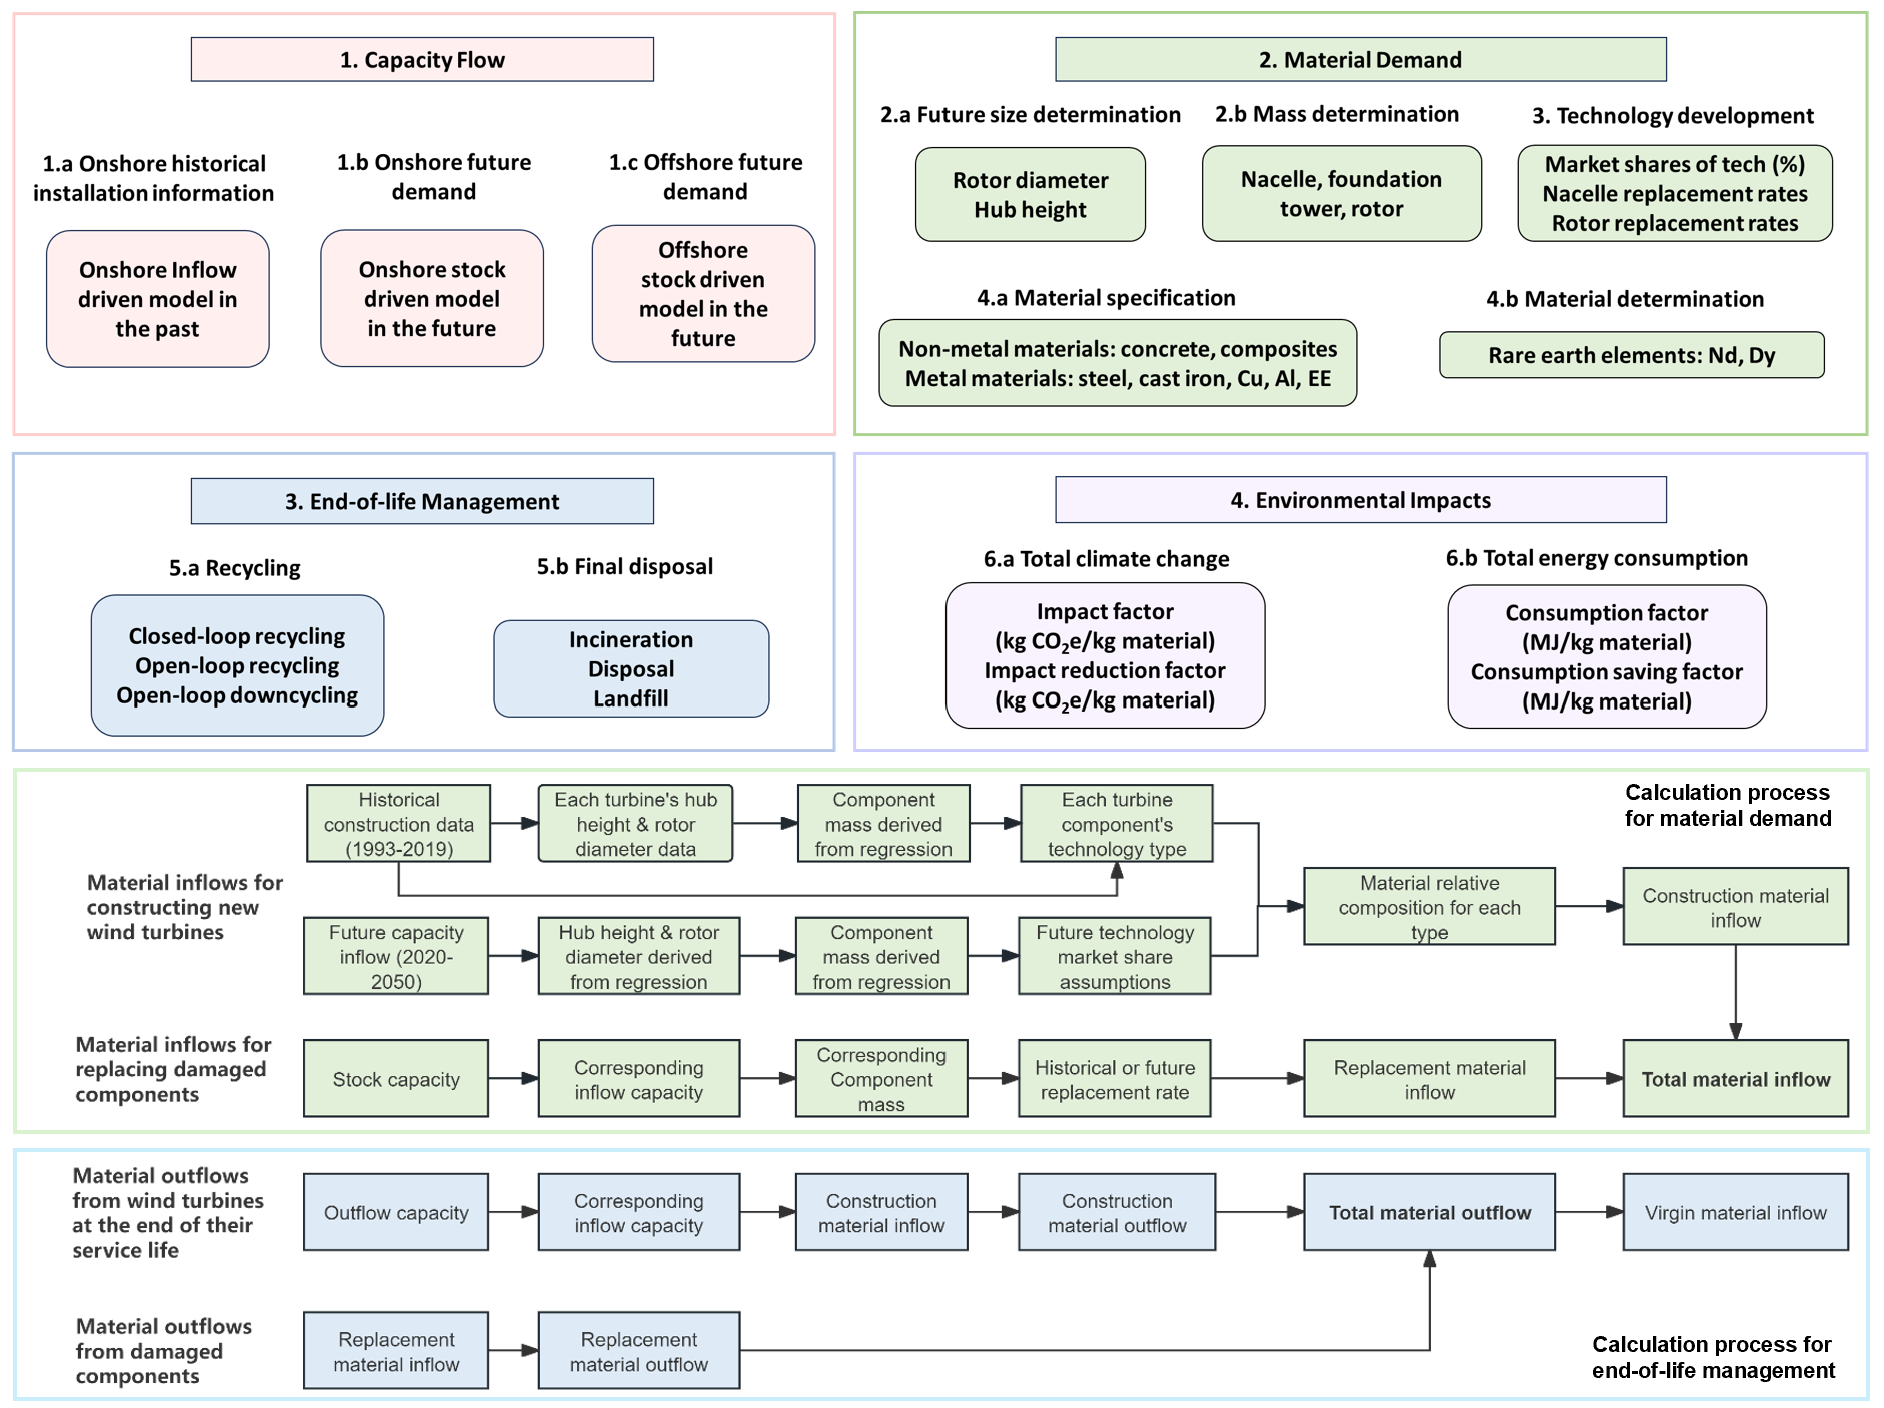 1. Capacity Flow
1.a Onshore historical
installation information
Onshore Inflow
driven model in
the past
1.b Onshore future
demand
Onshore stock
driven model
in the future
1.c Offshore future
demand
Offshore
stock driven
model in the
future
2. Material Demand
2.a Future size determination
Rotor diameter
Hub height
2.b Mass determination
Nacelle, foundation
tower, rotor
3. Technology development
Market shares of tech (%)
Nacelle replacement rates
Rotor replacement rates
4.a Material specification
Non-metal materials: concrete, composites
Metal materials: steel, cast iron, Cu, Al, EE
4.b Material determination
Rare earth elements: Nd, Dy
3. End-of-life Management
5.a Recycling
Closed-loop recycling
Open-loop recycling
Open-loop downcycling
5.b Final disposal
Incineration
Disposal
Landfill
4. Environmental Impacts
6.a Total climate change
Impact factor
(kg CO₂e/kg material)
Impact reduction factor
(kg CO₂e/kg material)
6.b Total energy consumption
Consumption factor
(MJ/kg material)
Consumption saving factor
(MJ/kg material)
Calculation process
for material demand
Material inflows for
constructing new
wind turbines
Historical
construction data
(1993-2019)
Each turbine's hub
height & rotor
diameter data
Component
mass derived
from regression
Each turbine
component's
technology type
Future capacity
inflow (2020-
2050)
Hub height & rotor
diameter derived
from regression
Component
mass derived
from regression
Future technology
market share
assumptions
Material relative
composition for each
type
Construction material
inflow
Material inflows for
replacing damaged
components
Stock capacity
Corresponding
inflow capacity
Corresponding
Component
mass
Historical or future
replacement rate
Replacement material
inflow
Total material inflow
Material outflows
from wind turbines
at the end of their
service life
Outflow capacity
Corresponding
inflow capacity
Construction
material inflow
Construction
material outflow
Total material outflow
Virgin material inflow
Material outflows
from damaged
components
Replacement
material inflow
Replacement
material outflow
Calculation process for
end-of-life management